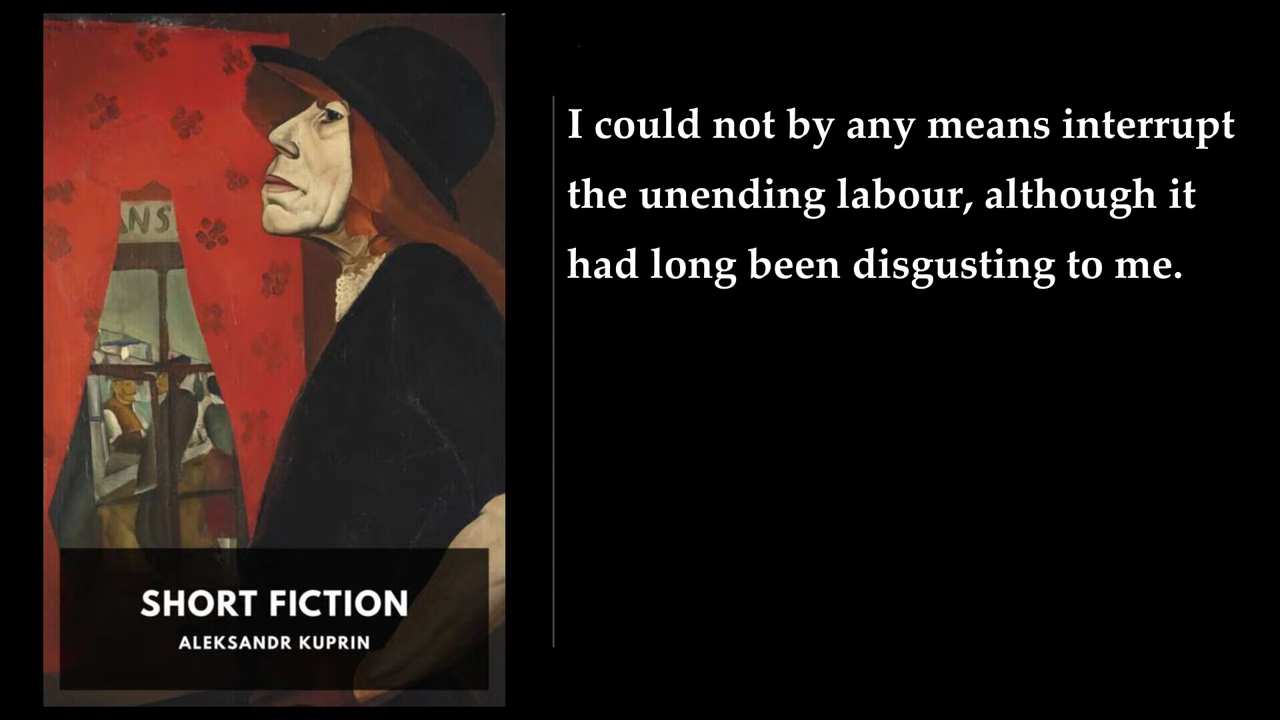 ANS
SHORT FICTION
ALEKSANDR KUPRIN
I could not by any means interrupt
the unending labour, although it
had long been disgusting to me.